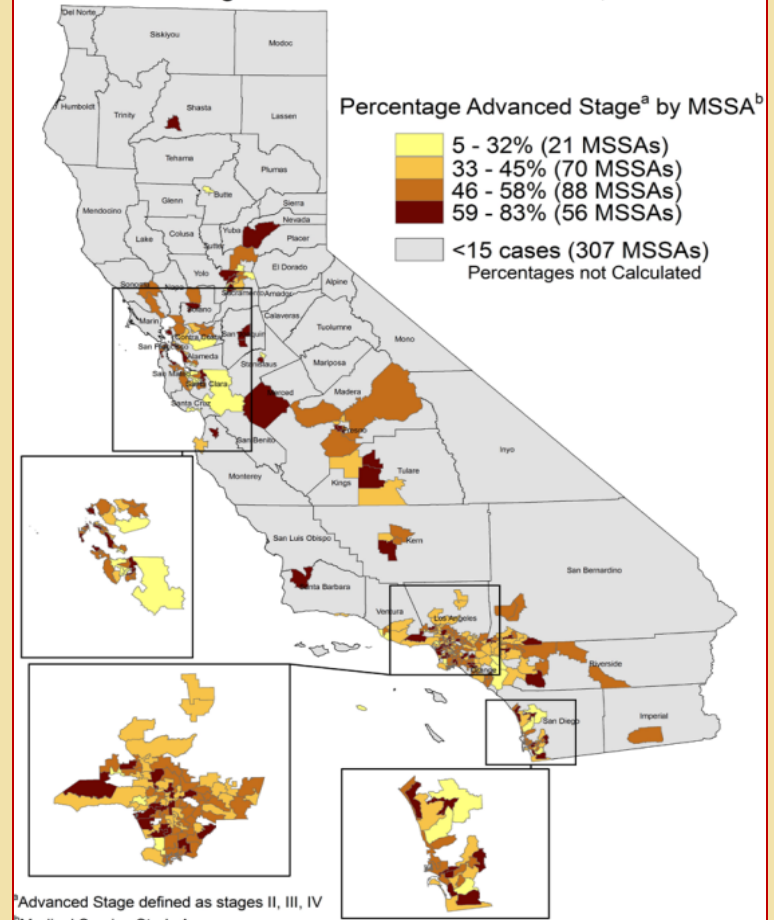 Del Norte
Siskiyou
Modoc
Humboldt
Trinity
Shasta
Lassen
Percentage Advanced Stageᵃ by MSSAᵇ
5 - 32% (21 MSSAs)
33 - 45% (70 MSSAs)
46 - 58% (88 MSSAs)
59 - 83% (56 MSSAs)
<15 cases (307 MSSAs)
Percentages not Calculated
Tehama
Plumas
Glenn
Butte
Sierra
Mendocino
Nevada
Lake
Colusa
Yuba
Placer
Sutter
Yolo
El Dorado
Sonoma
Napa
Sacramento
Amador
Alpine
Solano
Marin
Calaveras
Contra Costa
San Joaquin
Tuolumne
Mono
San Francisco
Alameda
Stanislaus
Mariposa
San Mateo
Santa Clara
Merced
Madera
Santa Cruz
Fresno
San Benito
Inyo
Monterey
Kings
Tulare
San Luis Obispo
Kern
San Bernardino
Santa Barbara
Ventura
Los Angeles
Orange
Riverside
San Diego
Imperial
ᵃAdvanced Stage defined as stages II, III, IV